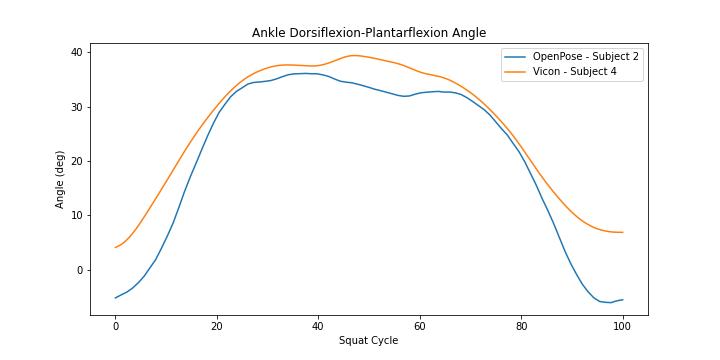 Ankle Dorsiflexion-Plantarflexion Angle
OpenPose - Subject 2
Vicon - Subject 4
Angle (deg)
40
30
20
10
0
0 20 40 60 80 100
Squat Cycle